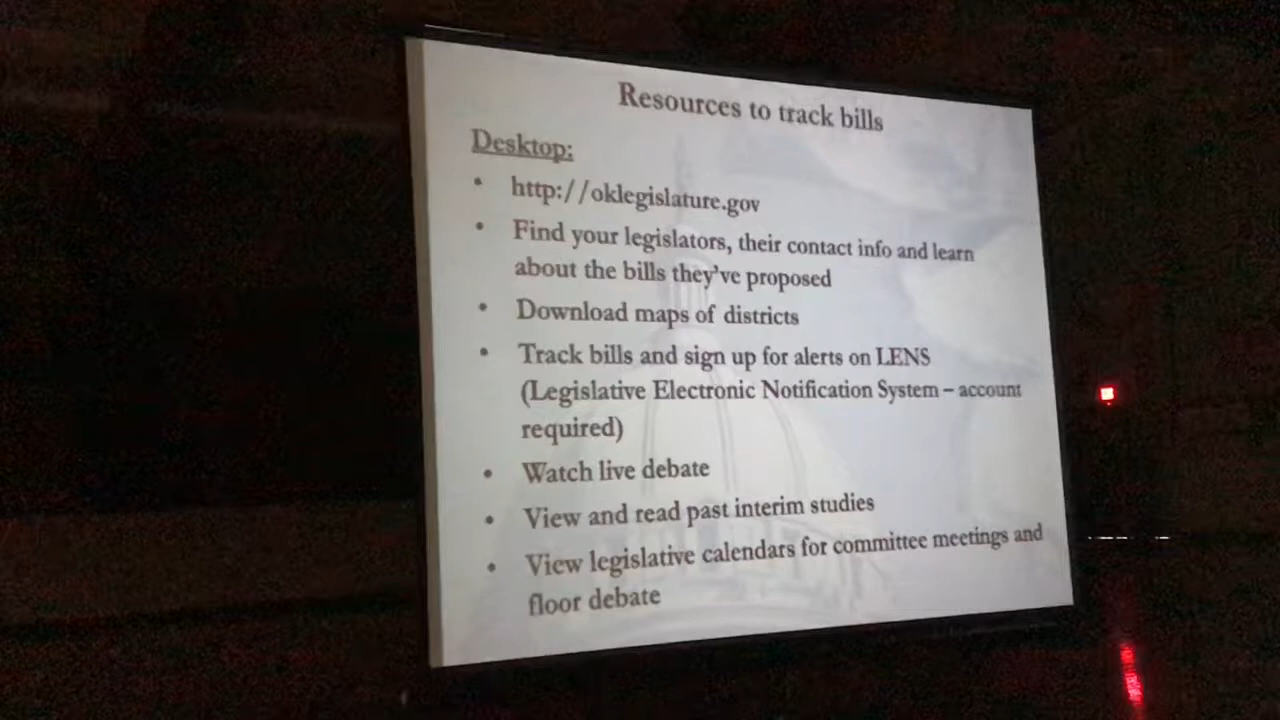 Resources to track bills
Desktop:
• http://oklegislature.gov
• Find your legislators, their contact info and learn
about the bills they've proposed
• Download maps of districts
• Track bills and sign up for alerts on LENS
(Legislative Electronic Notification System – account
required)
• Watch live debate
• View and read past interim studies
• View legislative calendars for committee meetings and
floor debate